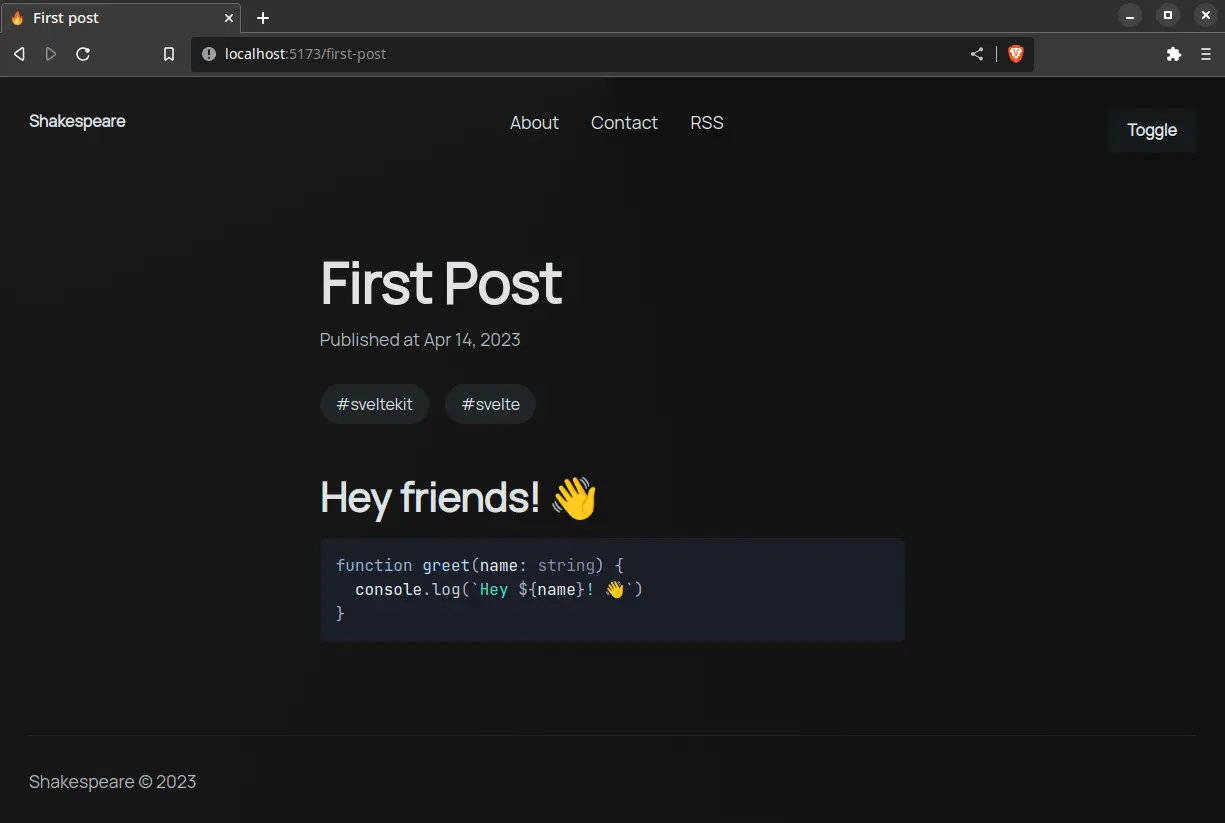 First post
localhost:5173/first-post
Shakespeare
About Contact RSS
Toggle
First Post
Published at Apr 14, 2023
#sveltekit #svelte
Hey friends! 👋
function greet(name: string) {
  console.log(`Hey ${name}! 👋`)
}
Shakespeare © 2023